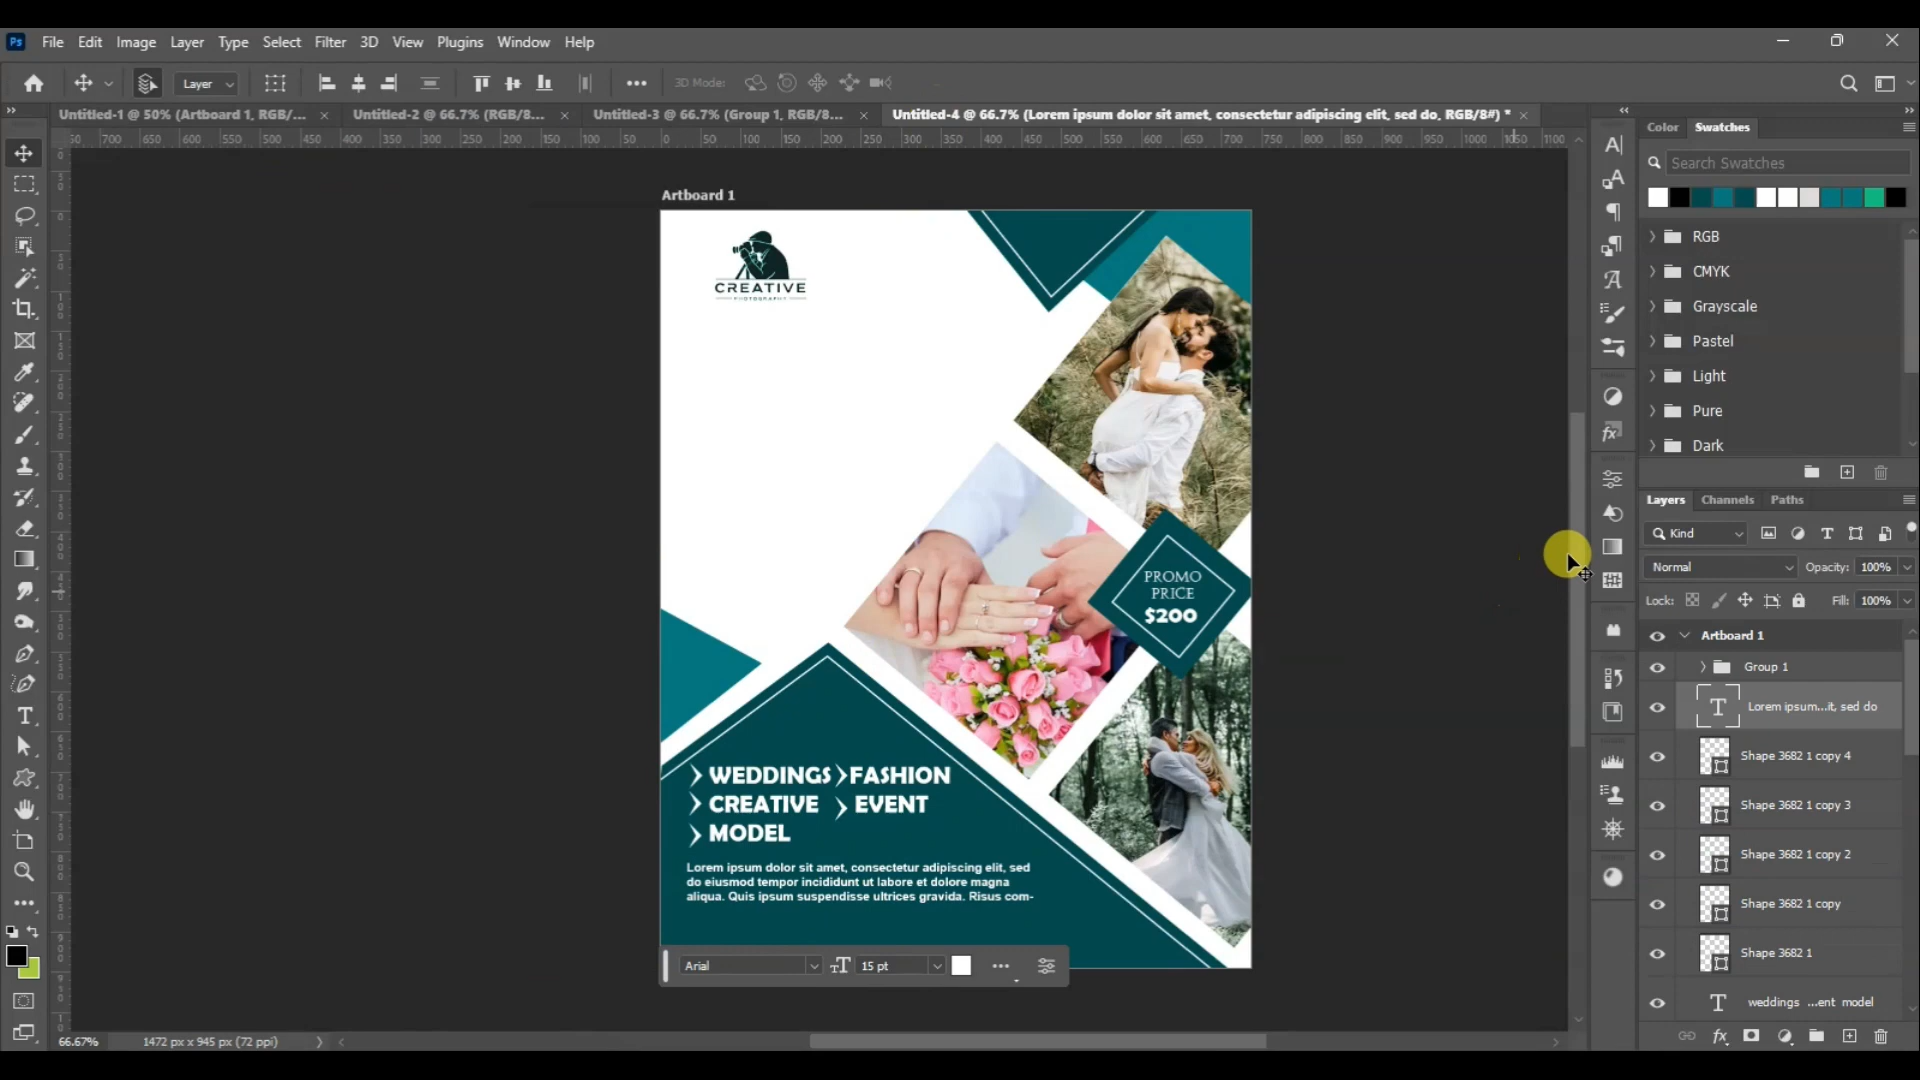 Ps File Edit Image Layer Type Select Filter 3D View Plugins Window Help
Layer 3D Mode:
Untitled-1 @ 50% (Artboard 1, RGB/... Untitled-2 @ 66.7% (RGB/8... Untitled-3 @ 66.7% (Group 1, RGB/8... Untitled-4 @ 66.7% (Lorem ipsum dolor sit amet, consectetur adipiscing elit, sed do, RGB/8#) *
Artboard 1
CREATIVE
PHOTOGRAPHY
PROMO
PRICE
$200
WEDDINGS FASHION
CREATIVE EVENT
MODEL
Lorem ipsum dolor sit amet, consectetur adipiscing elit, sed
do eiusmod tempor incididunt ut labore et dolore magna
aliqua. Quis ipsum suspendisse ultrices gravida. Risus com-
Arial 15 pt
66.67% 1472 px x 945 px (72 ppi)
Color Swatches
Search Swatches
RGB
CMYK
Grayscale
Pastel
Light
Pure
Dark
Layers Channels Paths
Kind
Normal Opacity: 100%
Lock: Fill: 100%
Artboard 1
Group 1
Lorem ipsum...it, sed do
Shape 3682 1 copy 4
Shape 3682 1 copy 3
Shape 3682 1 copy 2
Shape 3682 1 copy
Shape 3682 1
weddings ...ent model